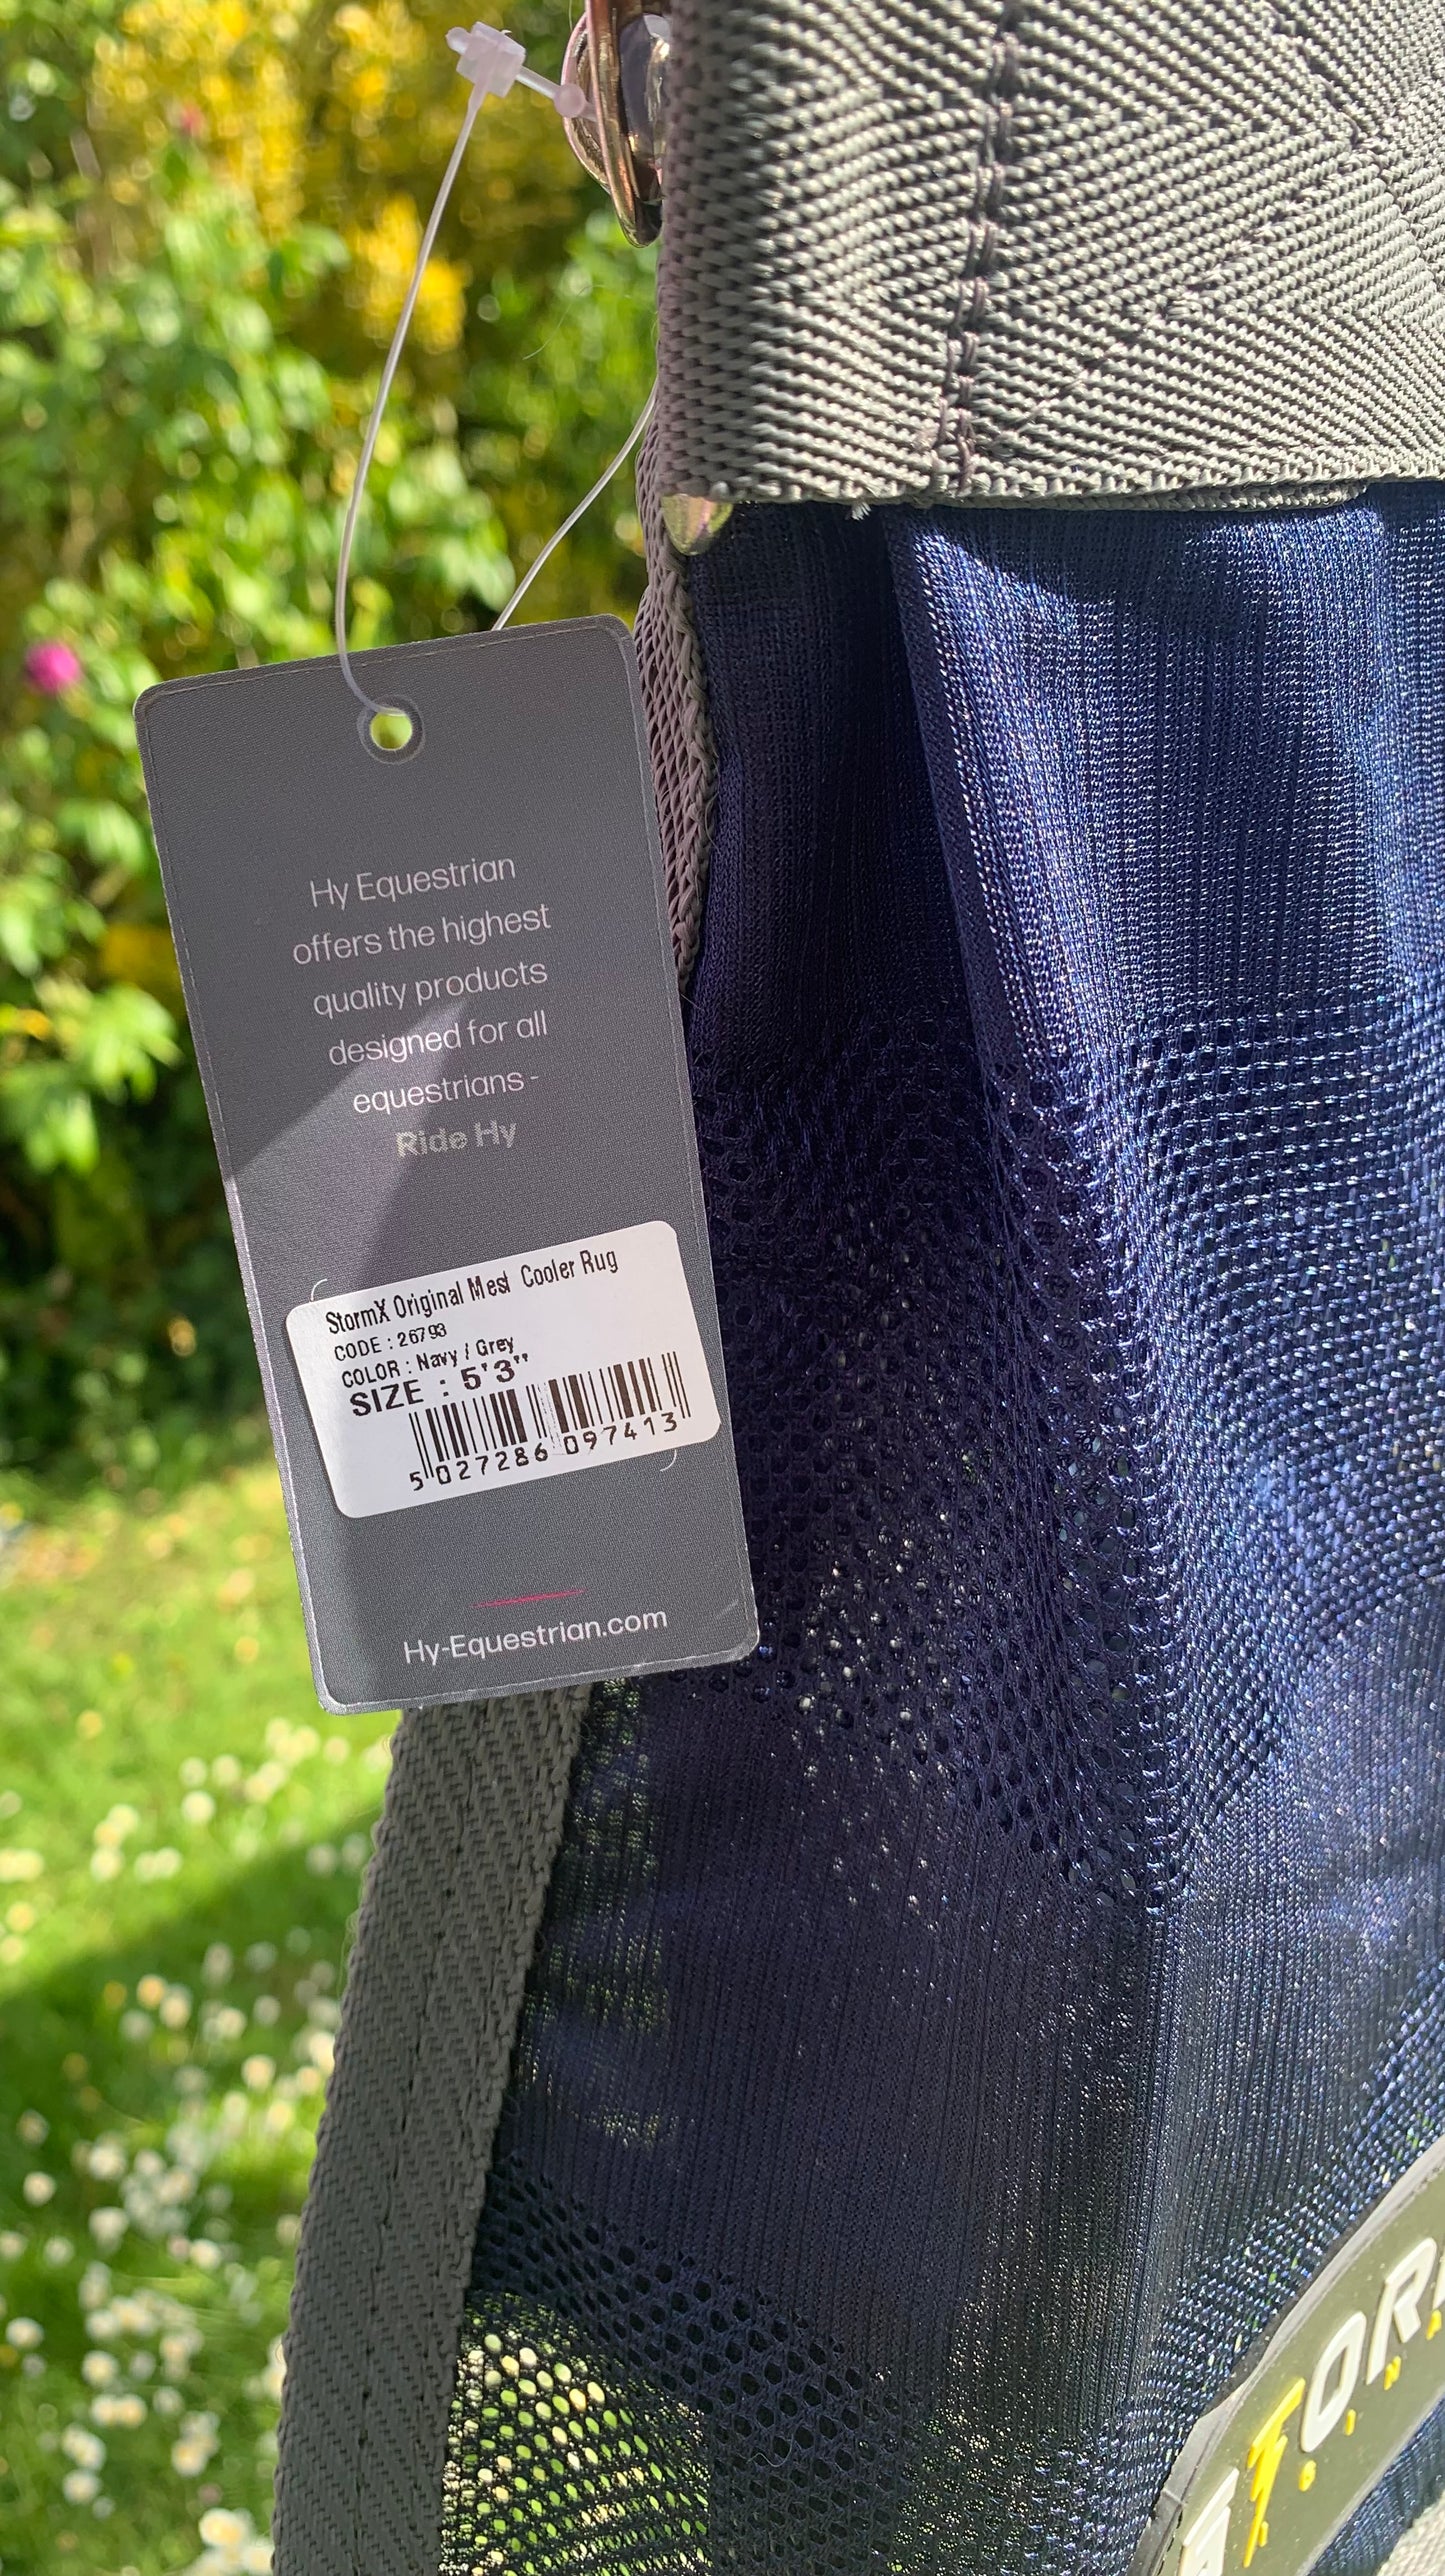 Hy Equestrian
offers the highest
quality products
designed for all
equestrians -
Ride Hy
StormX Original Mesh Cooler Rug
CODE : 26793
COLOR : Navy / Grey
SIZE : 5'3"
5 027286 097413
Hy-Equestrian.com